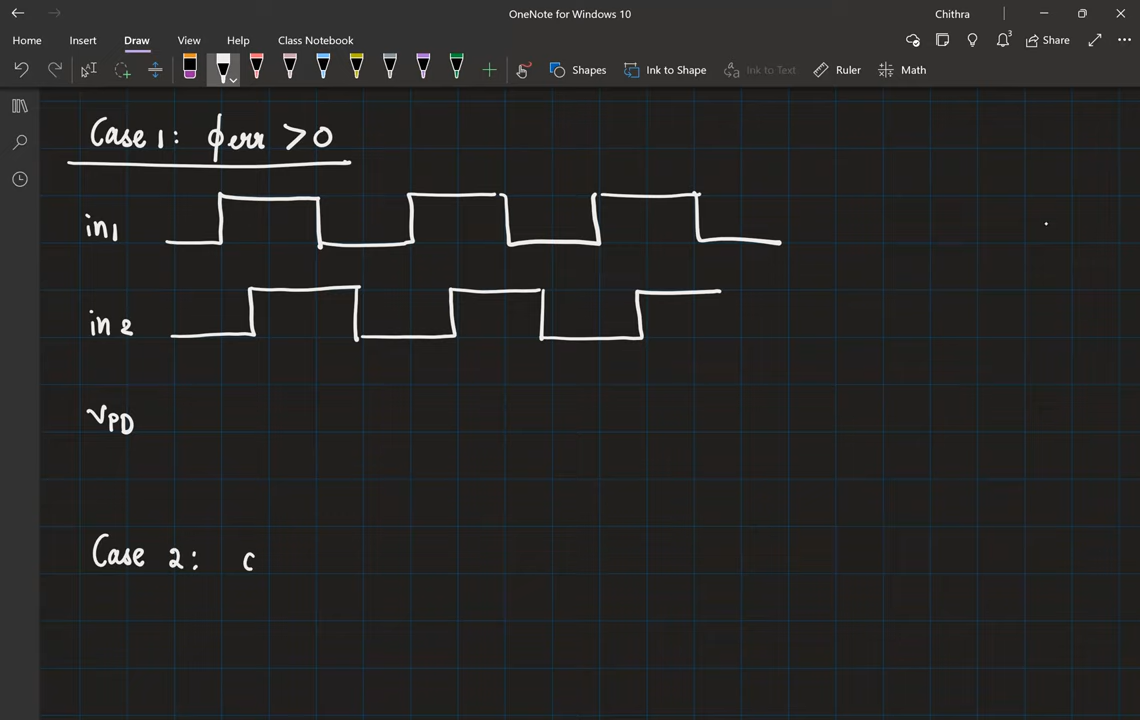 OneNote for Windows 10
Chithra
Home Insert Draw View Help Class Notebook
3 Share
Shapes Ink to Shape Ink to Text Ruler Math
Case 1: ϕerr > 0
in1
in2
VPD
Case 2: c